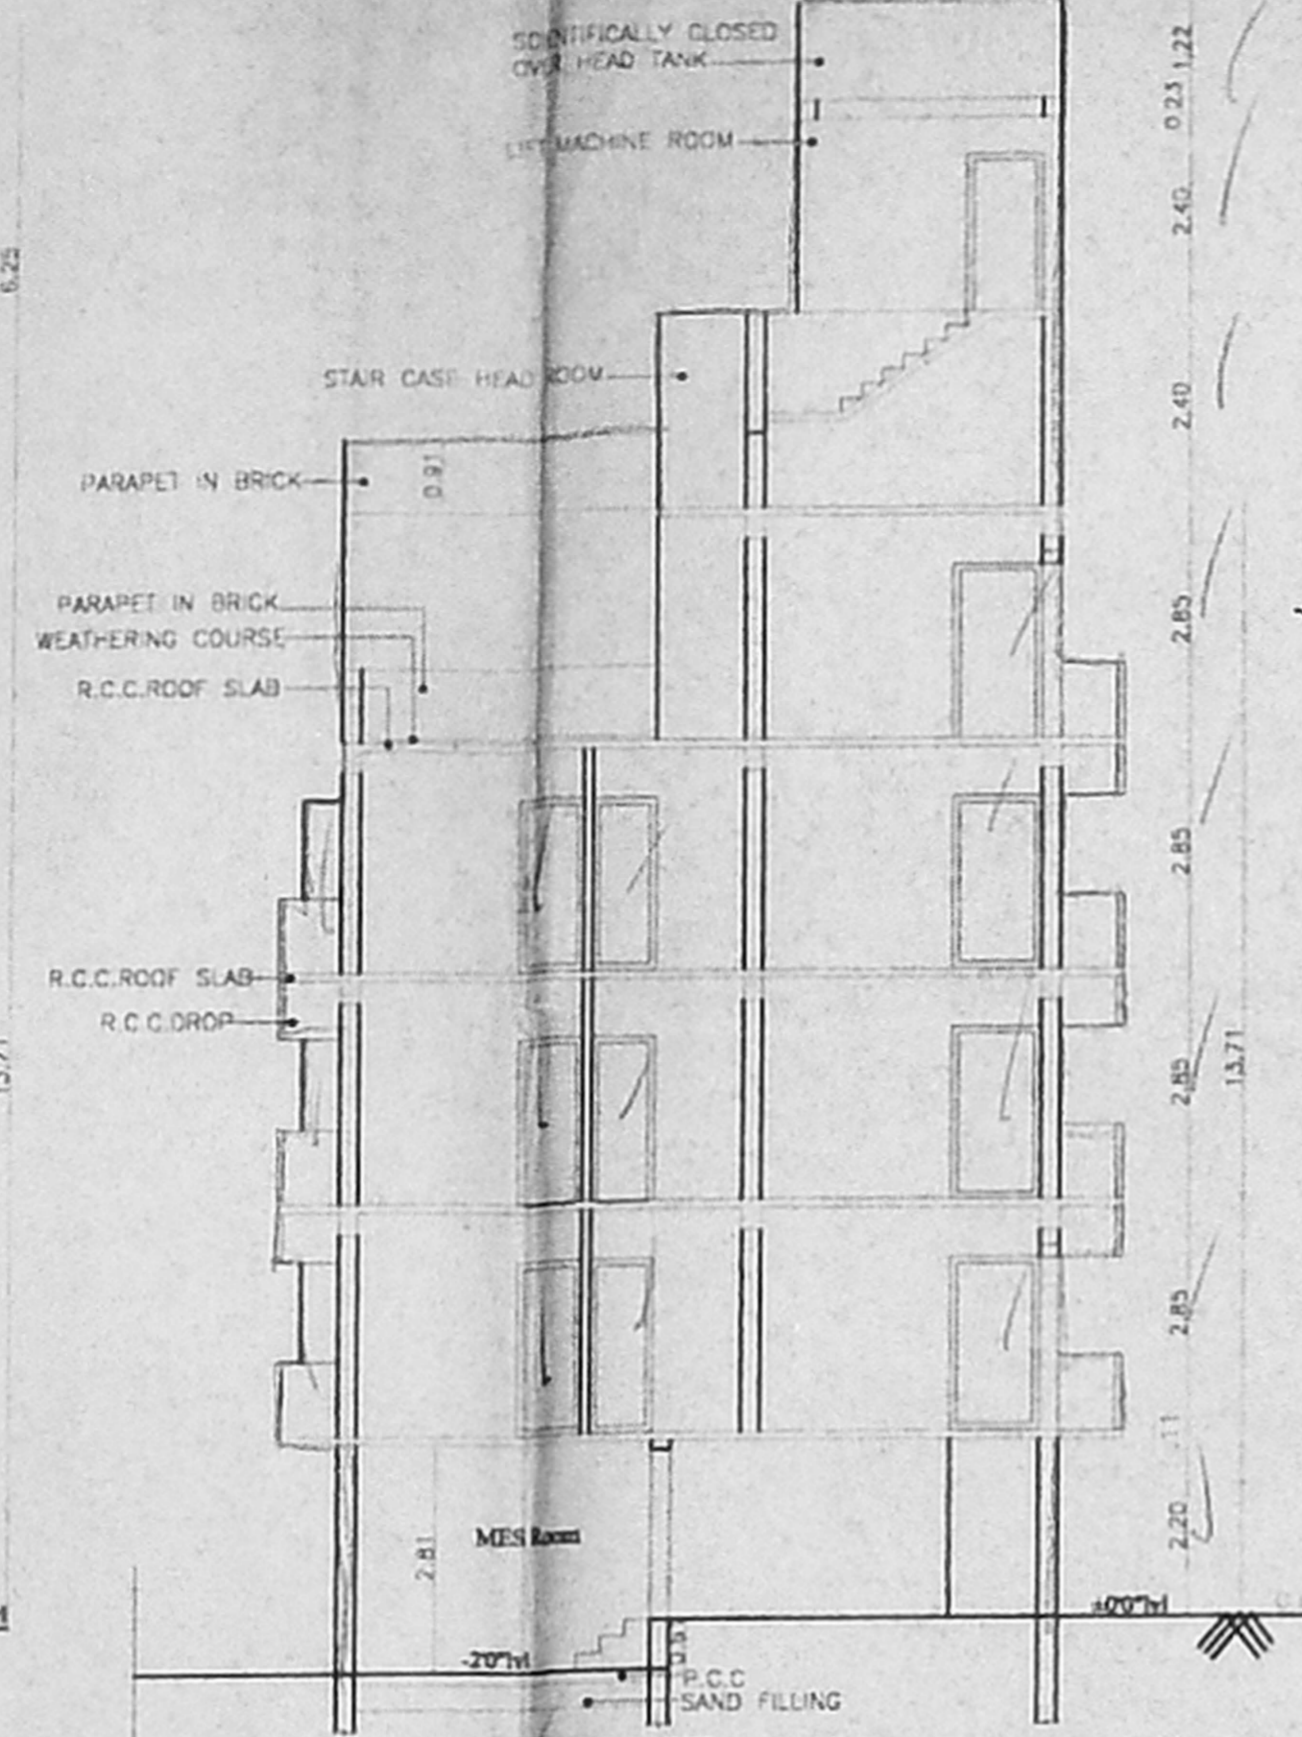 SCIENTIFICALLY CLOSED
OVER HEAD TANK
LIFT MACHINE ROOM
STAIR CASE HEAD ROOM
PARAPET IN BRICK
0.91
PARAPET IN BRICK
WEATHERING COURSE
R.C.C.ROOF SLAB
R.C.C.ROOF SLAB
R.C.C.DROP
MES Room
2.81
-2'0"lvl
P.C.C
SAND FILLING
±0'0"lvl
6.25
1.22
0.23
2.40
2.40
2.85
2.85
2.85
13.71
2.85
.11
2.20